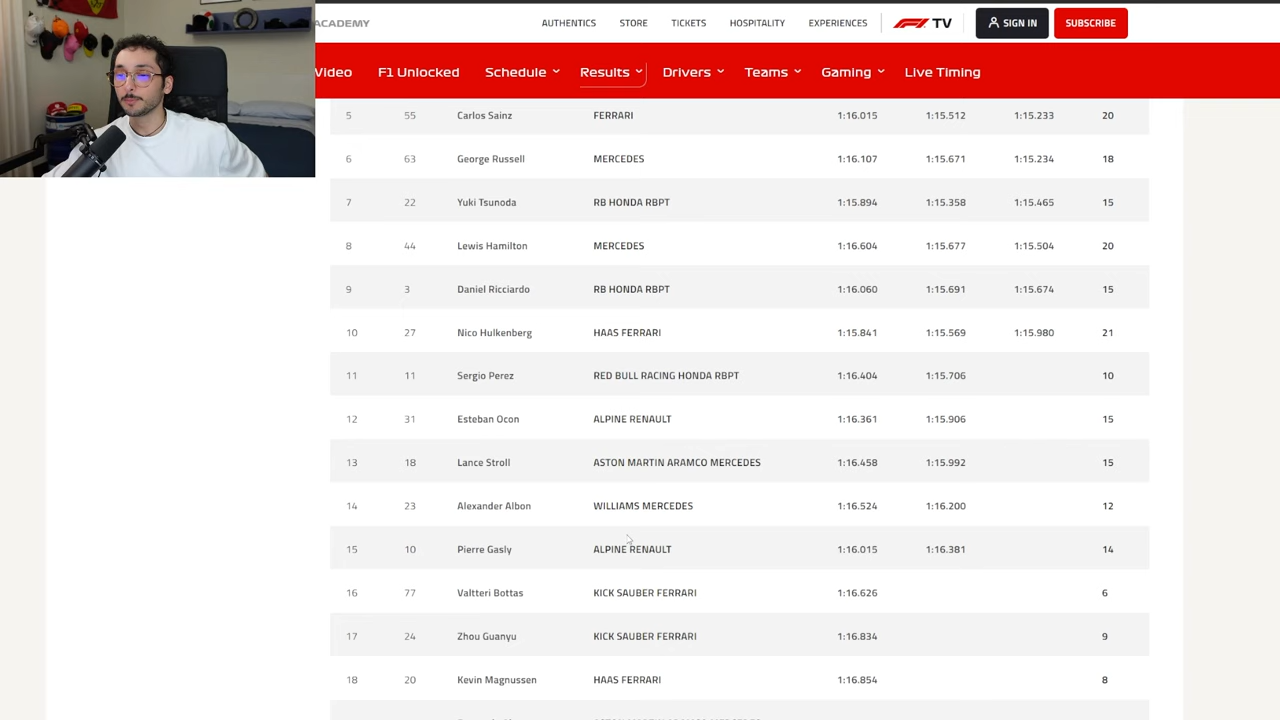 ACADEMY AUTHENTICS STORE TICKETS HOSPITALITY EXPERIENCES F1 TV SIGN IN SUBSCRIBE
Video F1 Unlocked Schedule Results Drivers Teams Gaming Live Timing
5 55 Carlos Sainz FERRARI 1:16.015 1:15.512 1:15.233 20
6 63 George Russell MERCEDES 1:16.107 1:15.671 1:15.234 18
7 22 Yuki Tsunoda RB HONDA RBPT 1:15.894 1:15.358 1:15.465 15
8 44 Lewis Hamilton MERCEDES 1:16.604 1:15.677 1:15.504 20
9 3 Daniel Ricciardo RB HONDA RBPT 1:16.060 1:15.691 1:15.674 15
10 27 Nico Hulkenberg HAAS FERRARI 1:15.841 1:15.569 1:15.980 21
11 11 Sergio Perez RED BULL RACING HONDA RBPT 1:16.404 1:15.706 10
12 31 Esteban Ocon ALPINE RENAULT 1:16.361 1:15.906 15
13 18 Lance Stroll ASTON MARTIN ARAMCO MERCEDES 1:16.458 1:15.992 15
14 23 Alexander Albon WILLIAMS MERCEDES 1:16.524 1:16.200 12
15 10 Pierre Gasly ALPINE RENAULT 1:16.015 1:16.381 14
16 77 Valtteri Bottas KICK SAUBER FERRARI 1:16.626 6
17 24 Zhou Guanyu KICK SAUBER FERRARI 1:16.834 9
18 20 Kevin Magnussen HAAS FERRARI 1:16.854 8